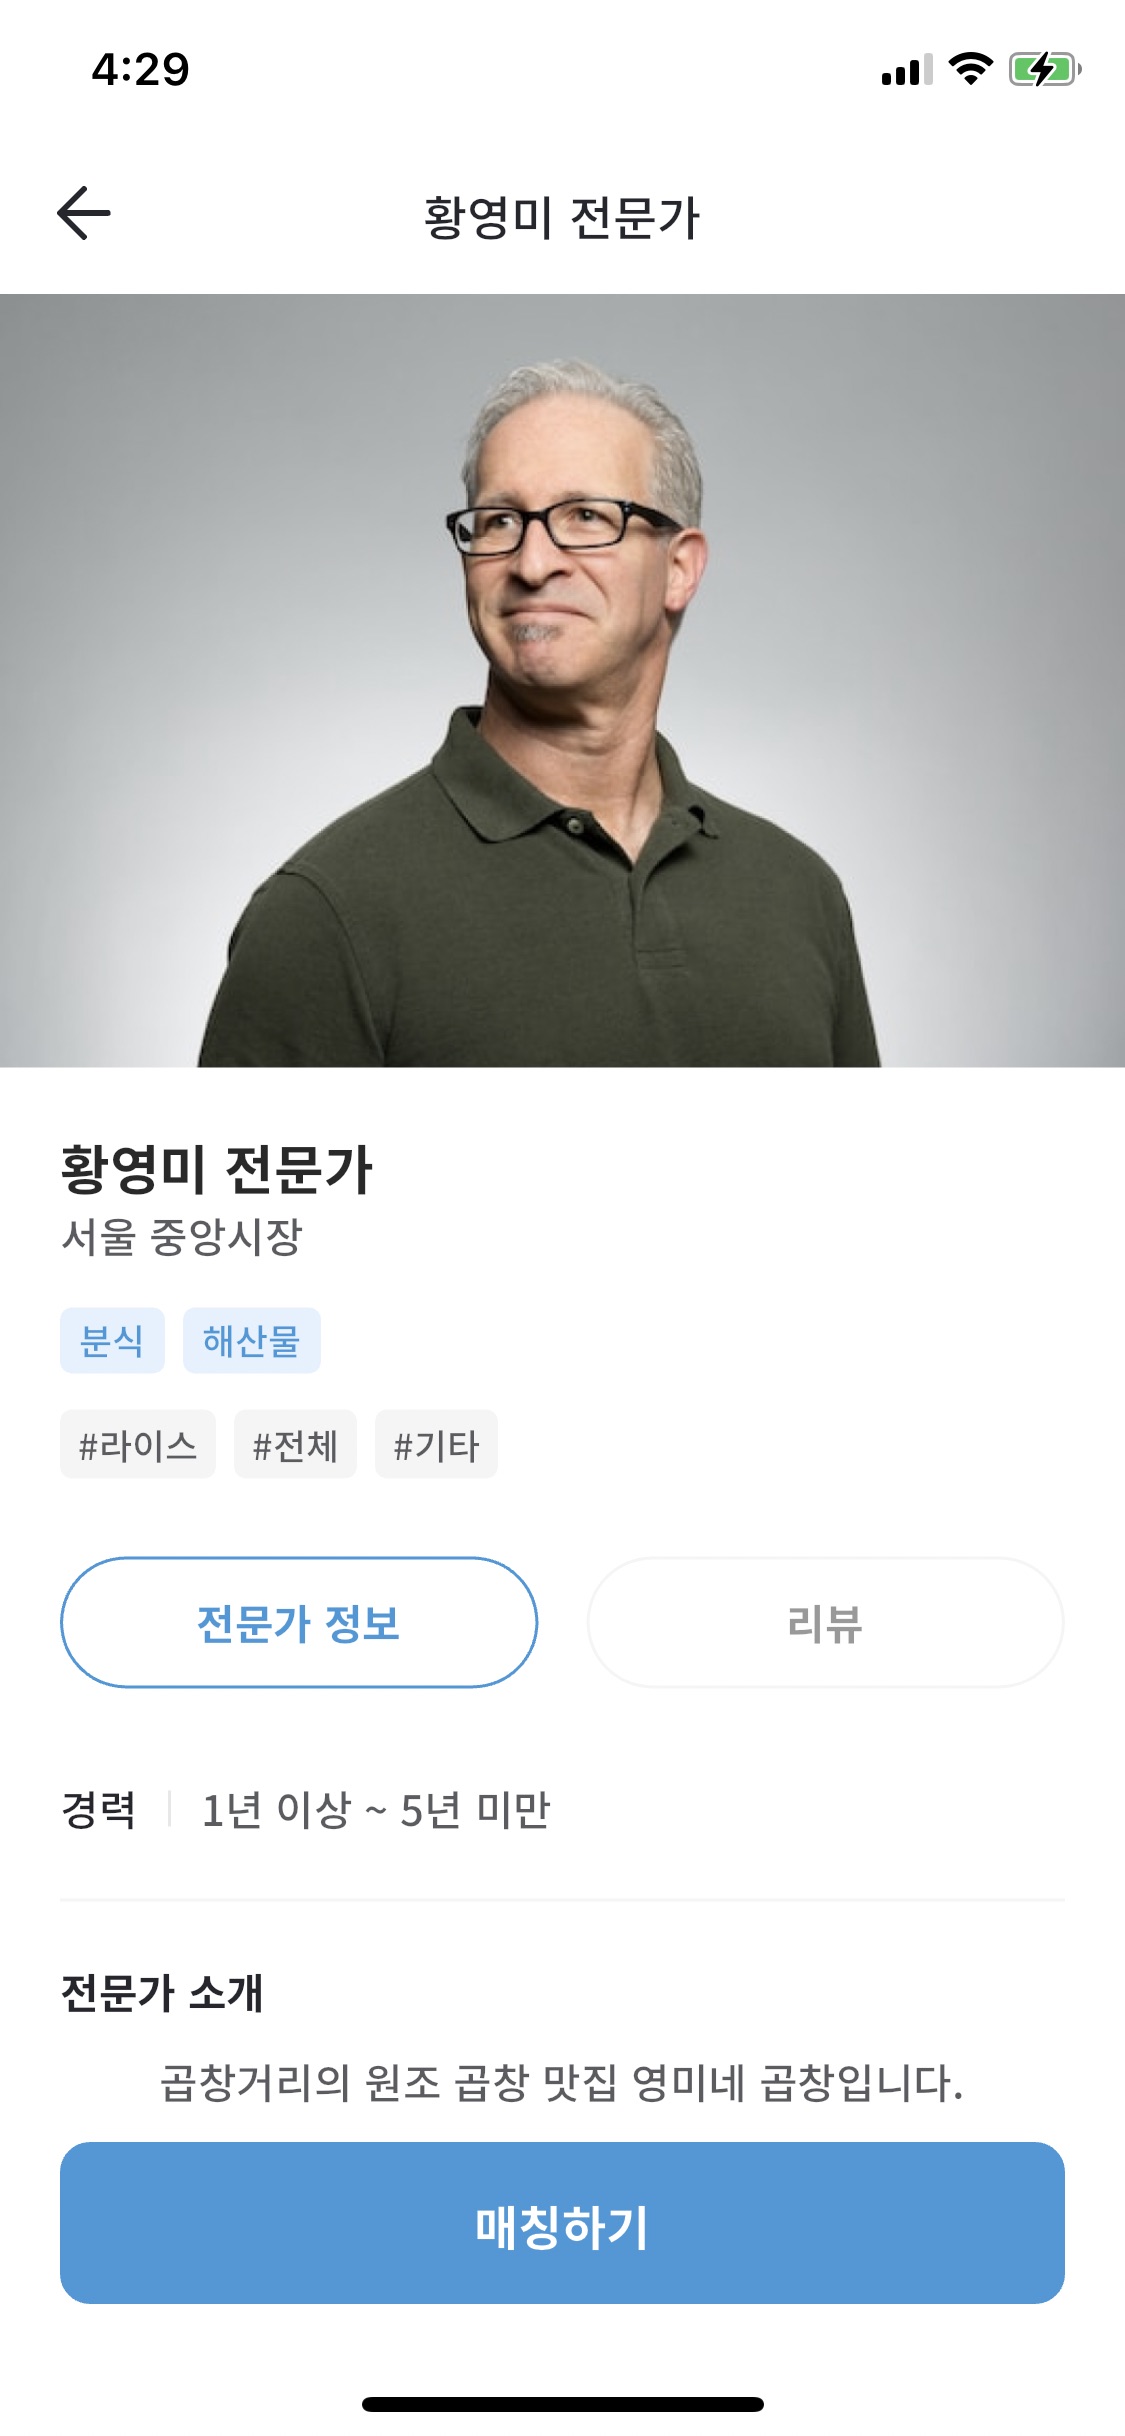 4:29
황영미 전문가
황영미 전문가
서울 중앙시장
분식 해산물
#라이스 #전체 #기타
전문가 정보 리뷰
경력 1년 이상 ~ 5년 미만
전문가 소개
곱창거리의 원조 곱창 맛집 영미네 곱창입니다.
매칭하기